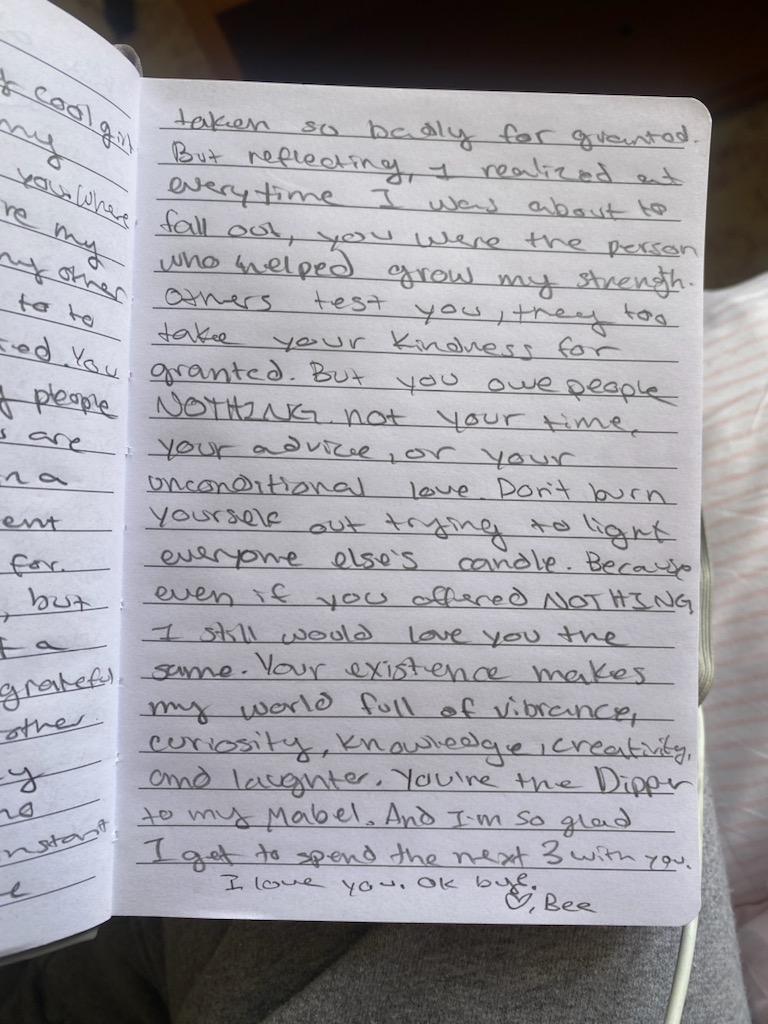 f cool girl
my
you. Where
re my
my other
to to
ed. You
f people
s are
n a
ent
for.
, but
t a
grateful
other.
y
nd
instant
e
taken so badly for granted.
But reflecting, I realized at
everytime I was about to
fall out, you were the person
who helped grow my strength.
Others test you, they too
take your kindness for
granted. But you owe people
NOTHING. not your time,
your advice, or your
unconditional love. Don't burn
yourself out trying to light
everyone else's candle. Because
even if you offered NOTHING
I still would love you the
same. Your existence makes
my world full of vibrance,
curiosity, knowledge, creativity,
and laughter. You're the Dipper
to my Mabel. And I'm so glad
I get to spend the next 3 with you.
I love you. Ok bye.
♡, Bee